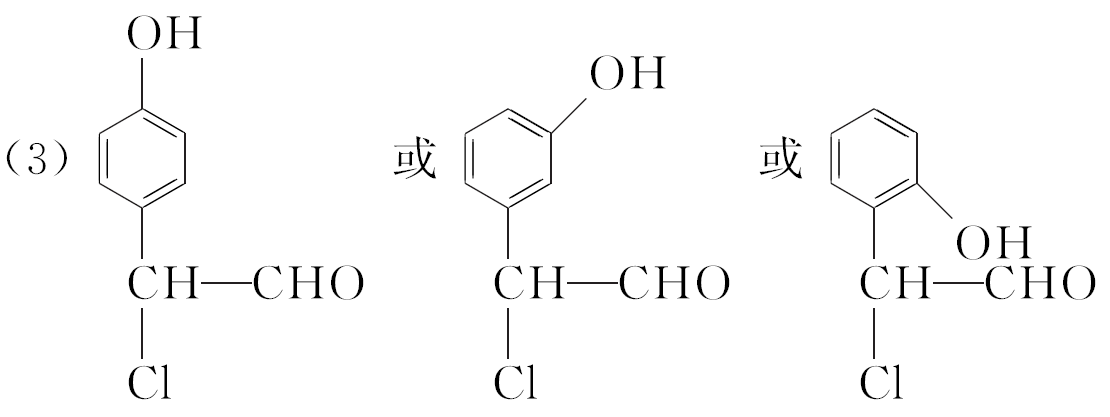 OH
OH
(3) 或 或
OH
CH—CHO CH—CHO CH—CHO
Cl Cl Cl